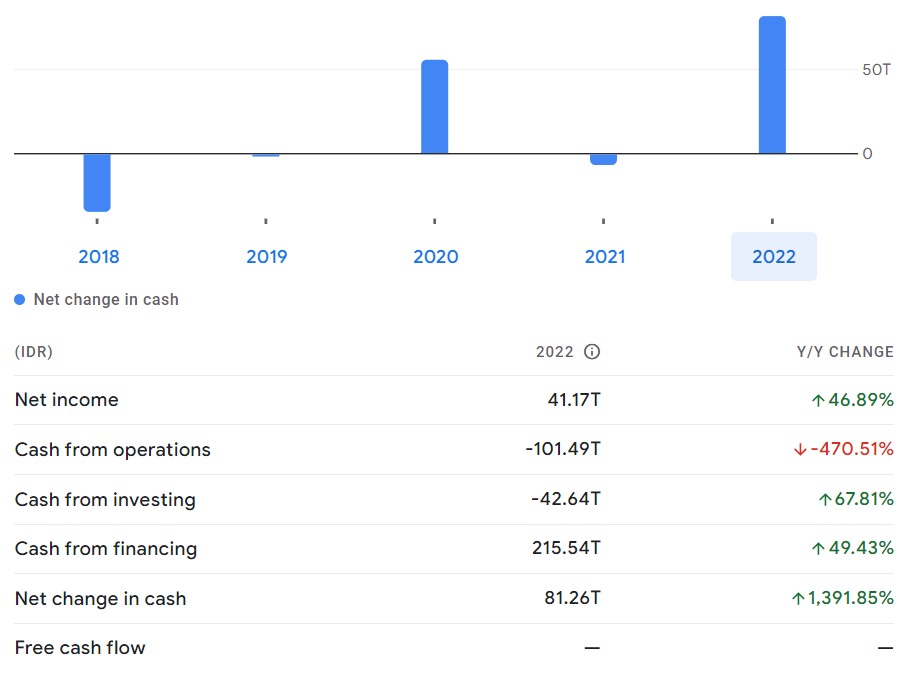 50T
0
2018 2019 2020 2021 2022
Net change in cash
(IDR) 2022 Y/Y CHANGE
Net income 41.17T ↑46.89%
Cash from operations -101.49T ↓-470.51%
Cash from investing -42.64T ↑67.81%
Cash from financing 215.54T ↑49.43%
Net change in cash 81.26T ↑1,391.85%
Free cash flow — —